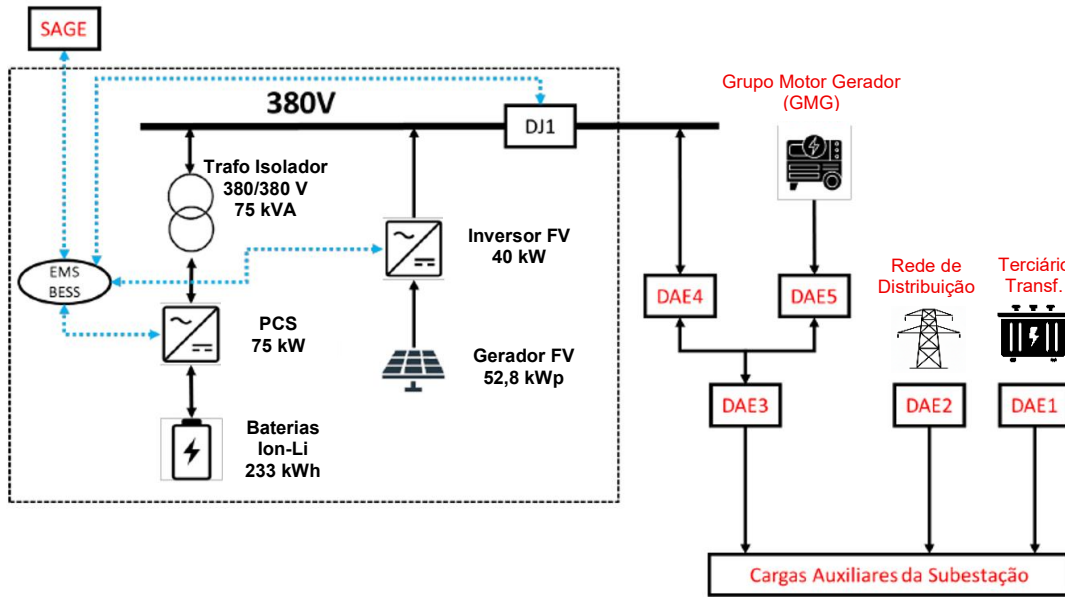 SAGE
380V
DJ1
Grupo Motor Gerador
(GMG)
Trafo Isolador
380/380 V
75 kVA
Inversor FV
40 kW
EMS
BESS
PCS
75 kW
Gerador FV
52,8 kWp
Baterias
Ion-Li
233 kWh
DAE4
DAE5
Rede de
Distribuição
Terciário
Transf.
DAE3
DAE2
DAE1
Cargas Auxiliares da Subestação